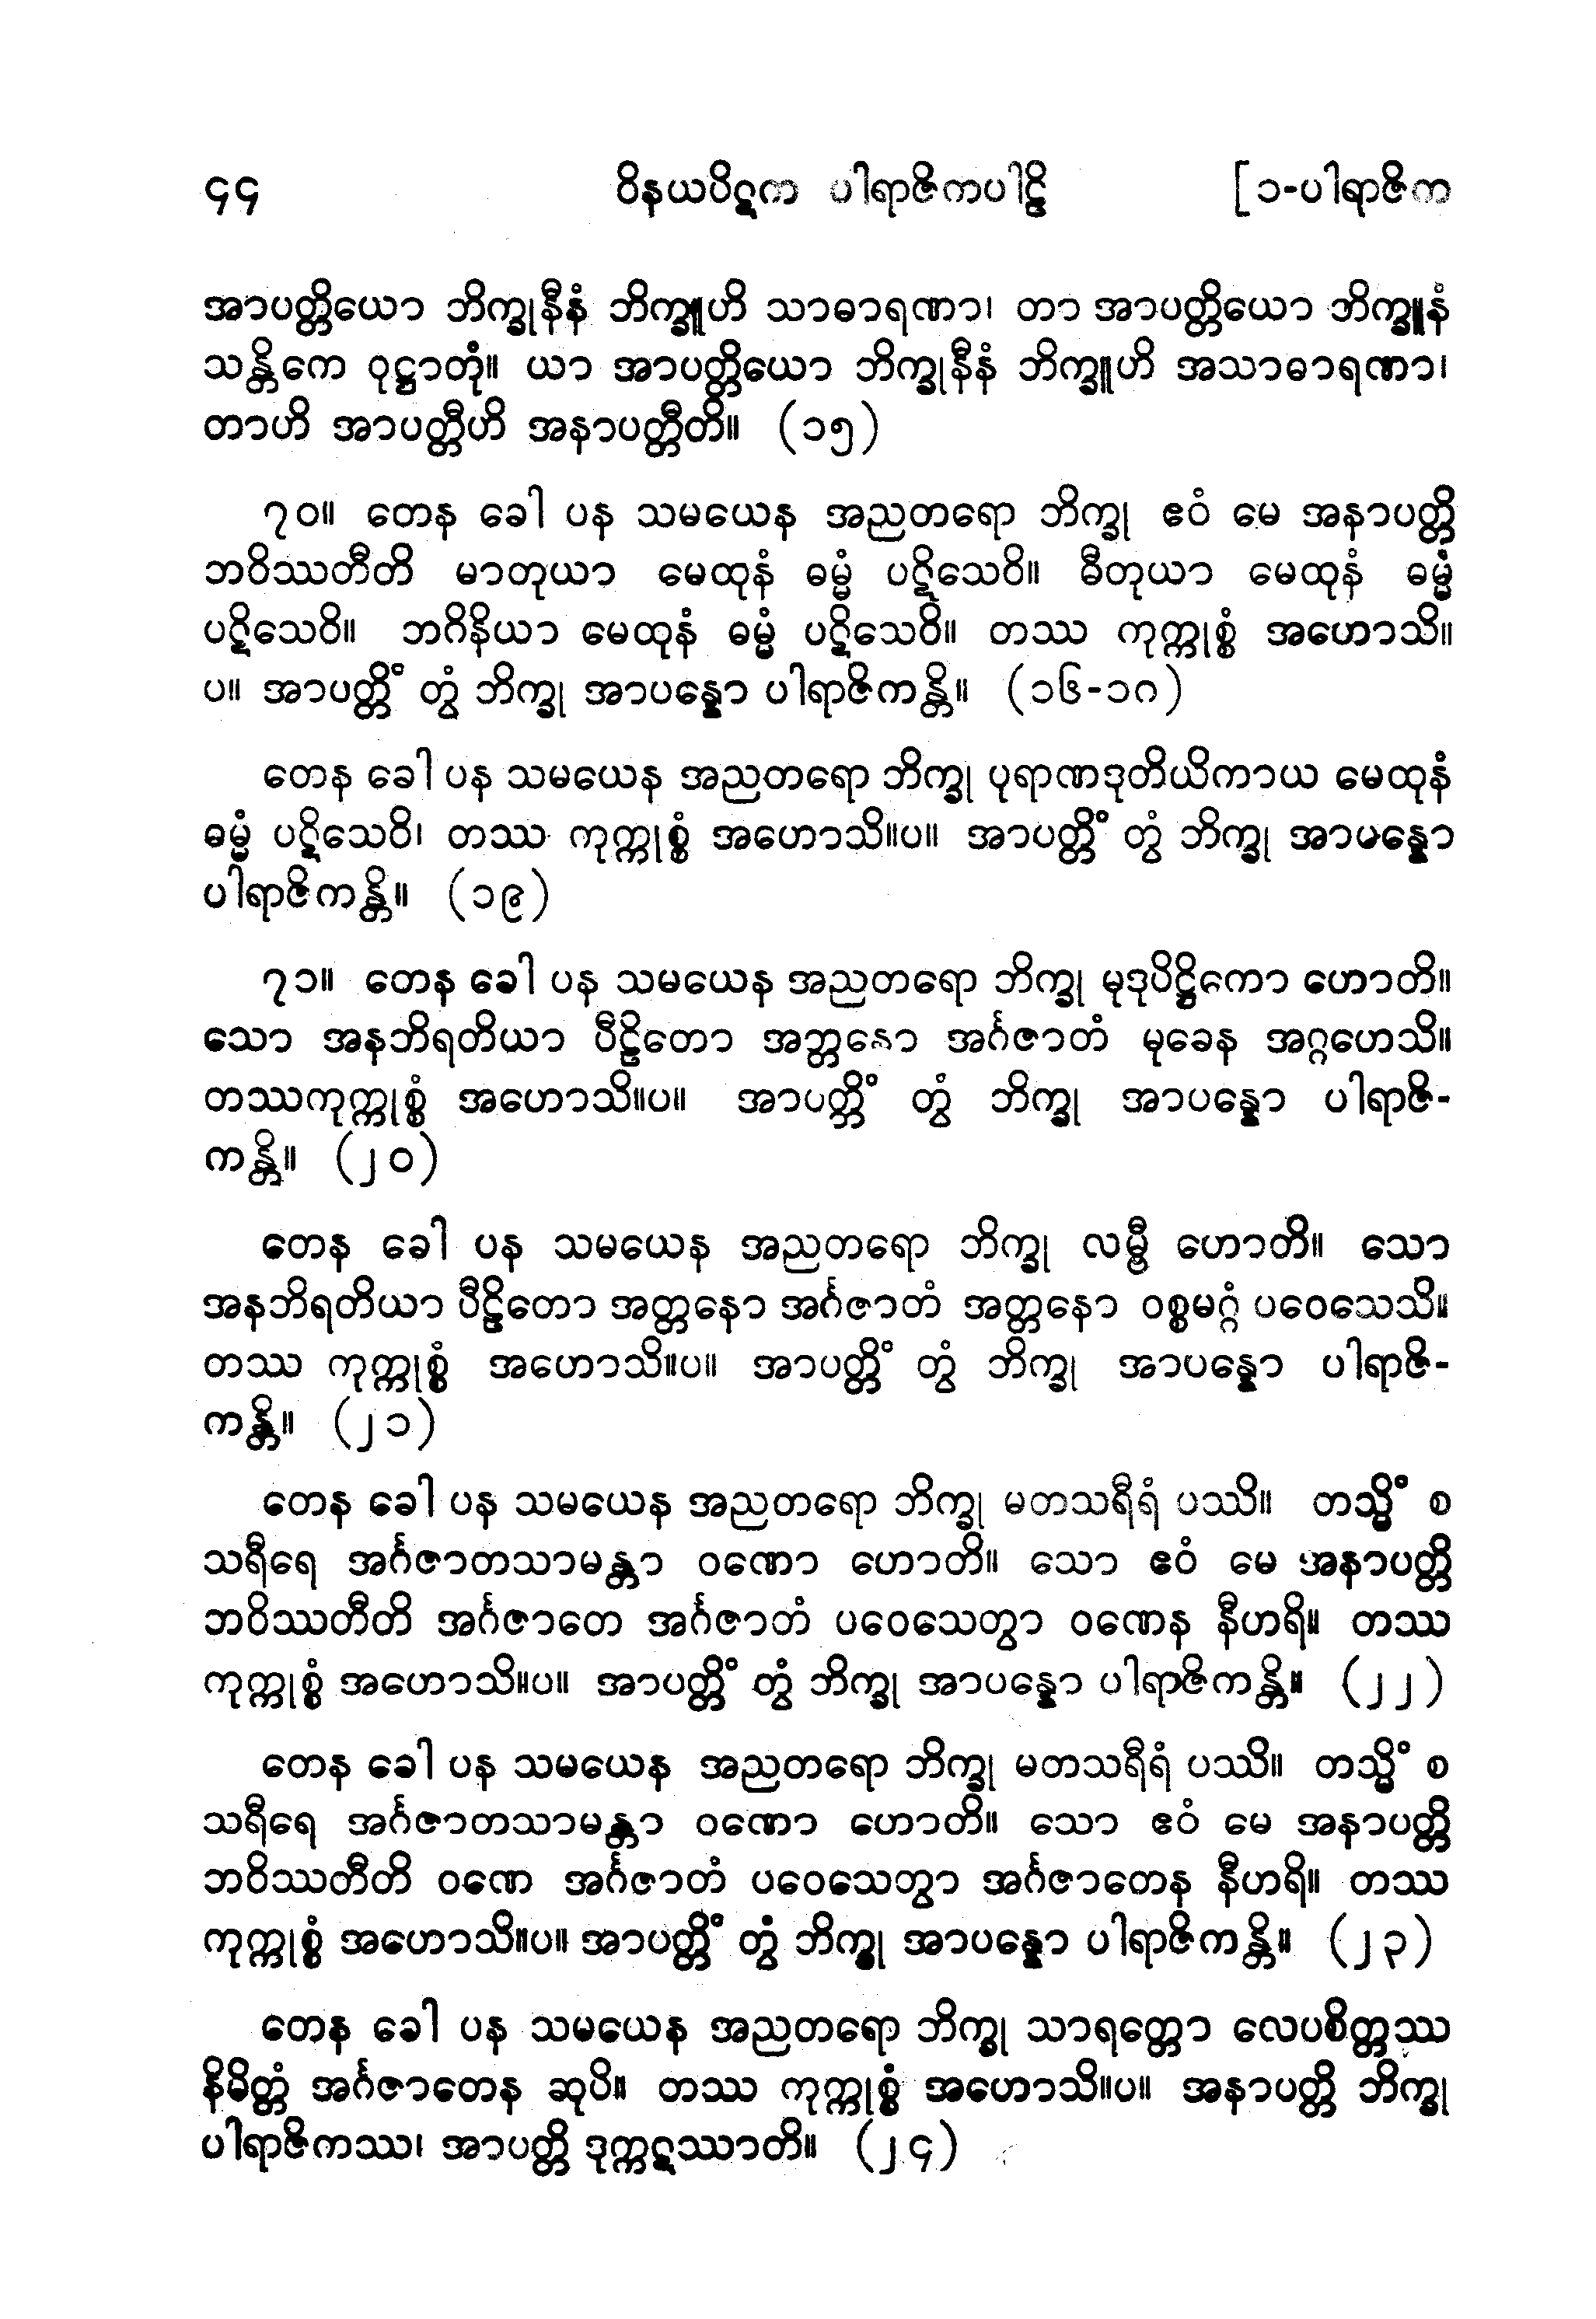 ၄၄ ဝိနယပိဋက ပါရာဇိကပါဠိ [၁-ပါရာဇိက
အာပတ္တိယော ဘိက္ခုနီနံ ဘိက္ခူဟိ သာဓာရဏာ၊ တာ အာပတ္တိယော ဘိက္ခူနံ
သန္တိကေ ဝုဋ္ဌာတုံ။ ယာ အာပတ္တိယော ဘိက္ခုနီနံ ဘိက္ခူဟိ အသာဓာရဏာ၊
တာဟိ အာပတ္တီဟိ အနာပတ္တီတိ။ (၁၅)
၇၀။ တေန ခေါ ပန သမယေန အညတရော ဘိက္ခု ဧဝံ မေ အနာပတ္တိ
ဘဝိဿတီတိ မာတုယာ မေထုနံ ဓမ္မံ ပဋိသေဝိ။ ဓီတုယာ မေထုနံ ဓမ္မံ
ပဋိသေဝိ။ ဘဂိနိယာ မေထုနံ ဓမ္မံ ပဋိသေဝိ။ တဿ ကုက္ကုစ္စံ အဟောသိ။
ပ။ အာပတ္တိံ တွံ ဘိက္ခု အာပန္နော ပါရာဇိကန္တိ။ (၁၆-၁၈)
တေန ခေါ ပန သမယေန အညတရော ဘိက္ခု ပုရာဏဒုတိယိကာယ မေထုနံ
ဓမ္မံ ပဋိသေဝိ၊ တဿ ကုက္ကုစ္စံ အဟောသိ။ပ။ အာပတ္တိံ တွံ ဘိက္ခု အာပန္နော
ပါရာဇိကန္တိ။ (၁၉)
၇၁။ တေန ခေါ ပန သမယေန အညတရော ဘိက္ခု မုဒုပိဋ္ဌိကော ဟောတိ။
သော အနဘိရတိယာ ပီဠိတော အတ္တနော အင်္ဂဇာတံ မုခေန အဂ္ဂဟေသိ။
တဿကုက္ကုစ္စံ အဟောသိ။ပ။ အာပတ္တိံ တွံ ဘိက္ခု အာပန္နော ပါရာဇိ-
ကန္တိ။ (၂၀)
တေန ခေါ ပန သမယေန အညတရော ဘိက္ခု လမ္ဗီ ဟောတိ။ သော
အနဘိရတိယာ ပီဠိတော အတ္တနော အင်္ဂဇာတံ အတ္တနော ဝစ္စမဂ္ဂံ ပဝေသေသိ။
တဿ ကုက္ကုစ္စံ အဟောသိ။ပ။ အာပတ္တိံ တွံ ဘိက္ခု အာပန္နော ပါရာဇိ-
ကန္တိ။ (၂၁)
တေန ခေါ ပန သမယေန အညတရော ဘိက္ခု မတသရီရံ ပဿိ။ တသ္မိံ စ
သရီရေ အင်္ဂဇာတသာမန္တာ ဝဏော ဟောတိ။ သော ဧဝံ မေ အနာပတ္တိ
ဘဝိဿတီတိ အင်္ဂဇာတေ အင်္ဂဇာတံ ပဝေသေတွာ ဝဏေန နီဟရိ။ တဿ
ကုက္ကုစ္စံ အဟောသိ။ပ။ အာပတ္တိံ တွံ ဘိက္ခု အာပန္နော ပါရာဇိကန္တိ။ (၂၂)
တေန ခေါ ပန သမယေန အညတရော ဘိက္ခု မတသရီရံ ပဿိ။ တသ္မိံ စ
သရီရေ အင်္ဂဇာတသာမန္တာ ဝဏော ဟောတိ။ သော ဧဝံ မေ အနာပတ္တိ
ဘဝိဿတီတိ ဝဏေ အင်္ဂဇာတံ ပဝေသေတွာ အင်္ဂဇာတေန နီဟရိ။ တဿ
ကုက္ကုစ္စံ အဟောသိ။ပ။ အာပတ္တိံ တွံ ဘိက္ခု အာပန္နော ပါရာဇိကန္တိ။ (၂၃)
တေန ခေါ ပန သမယေန အညတရော ဘိက္ခု သာရတ္တော လေပစိတ္တဿ
နိမိတ္တံ အင်္ဂဇာတေန ဆုပိ။ တဿ ကုက္ကုစ္စံ အဟောသိ။ပ။ အနာပတ္တိ ဘိက္ခု
ပါရာဇိကဿ၊ အာပတ္တိ ဒုက္ကဋဿာတိ။ (၂၄)